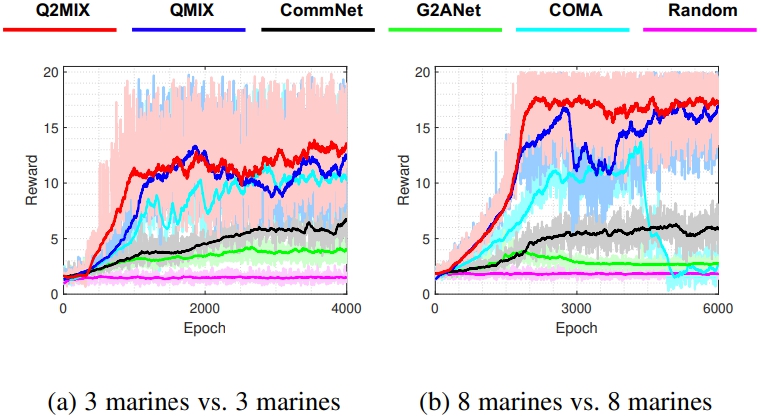 Q2MIX QMIX CommNet G2ANet COMA Random
20
15
10
5
0
Reward
0 2000 4000
Epoch
20
15
10
5
0
Reward
0 3000 6000
Epoch
(a) 3 marines vs. 3 marines
(b) 8 marines vs. 8 marines